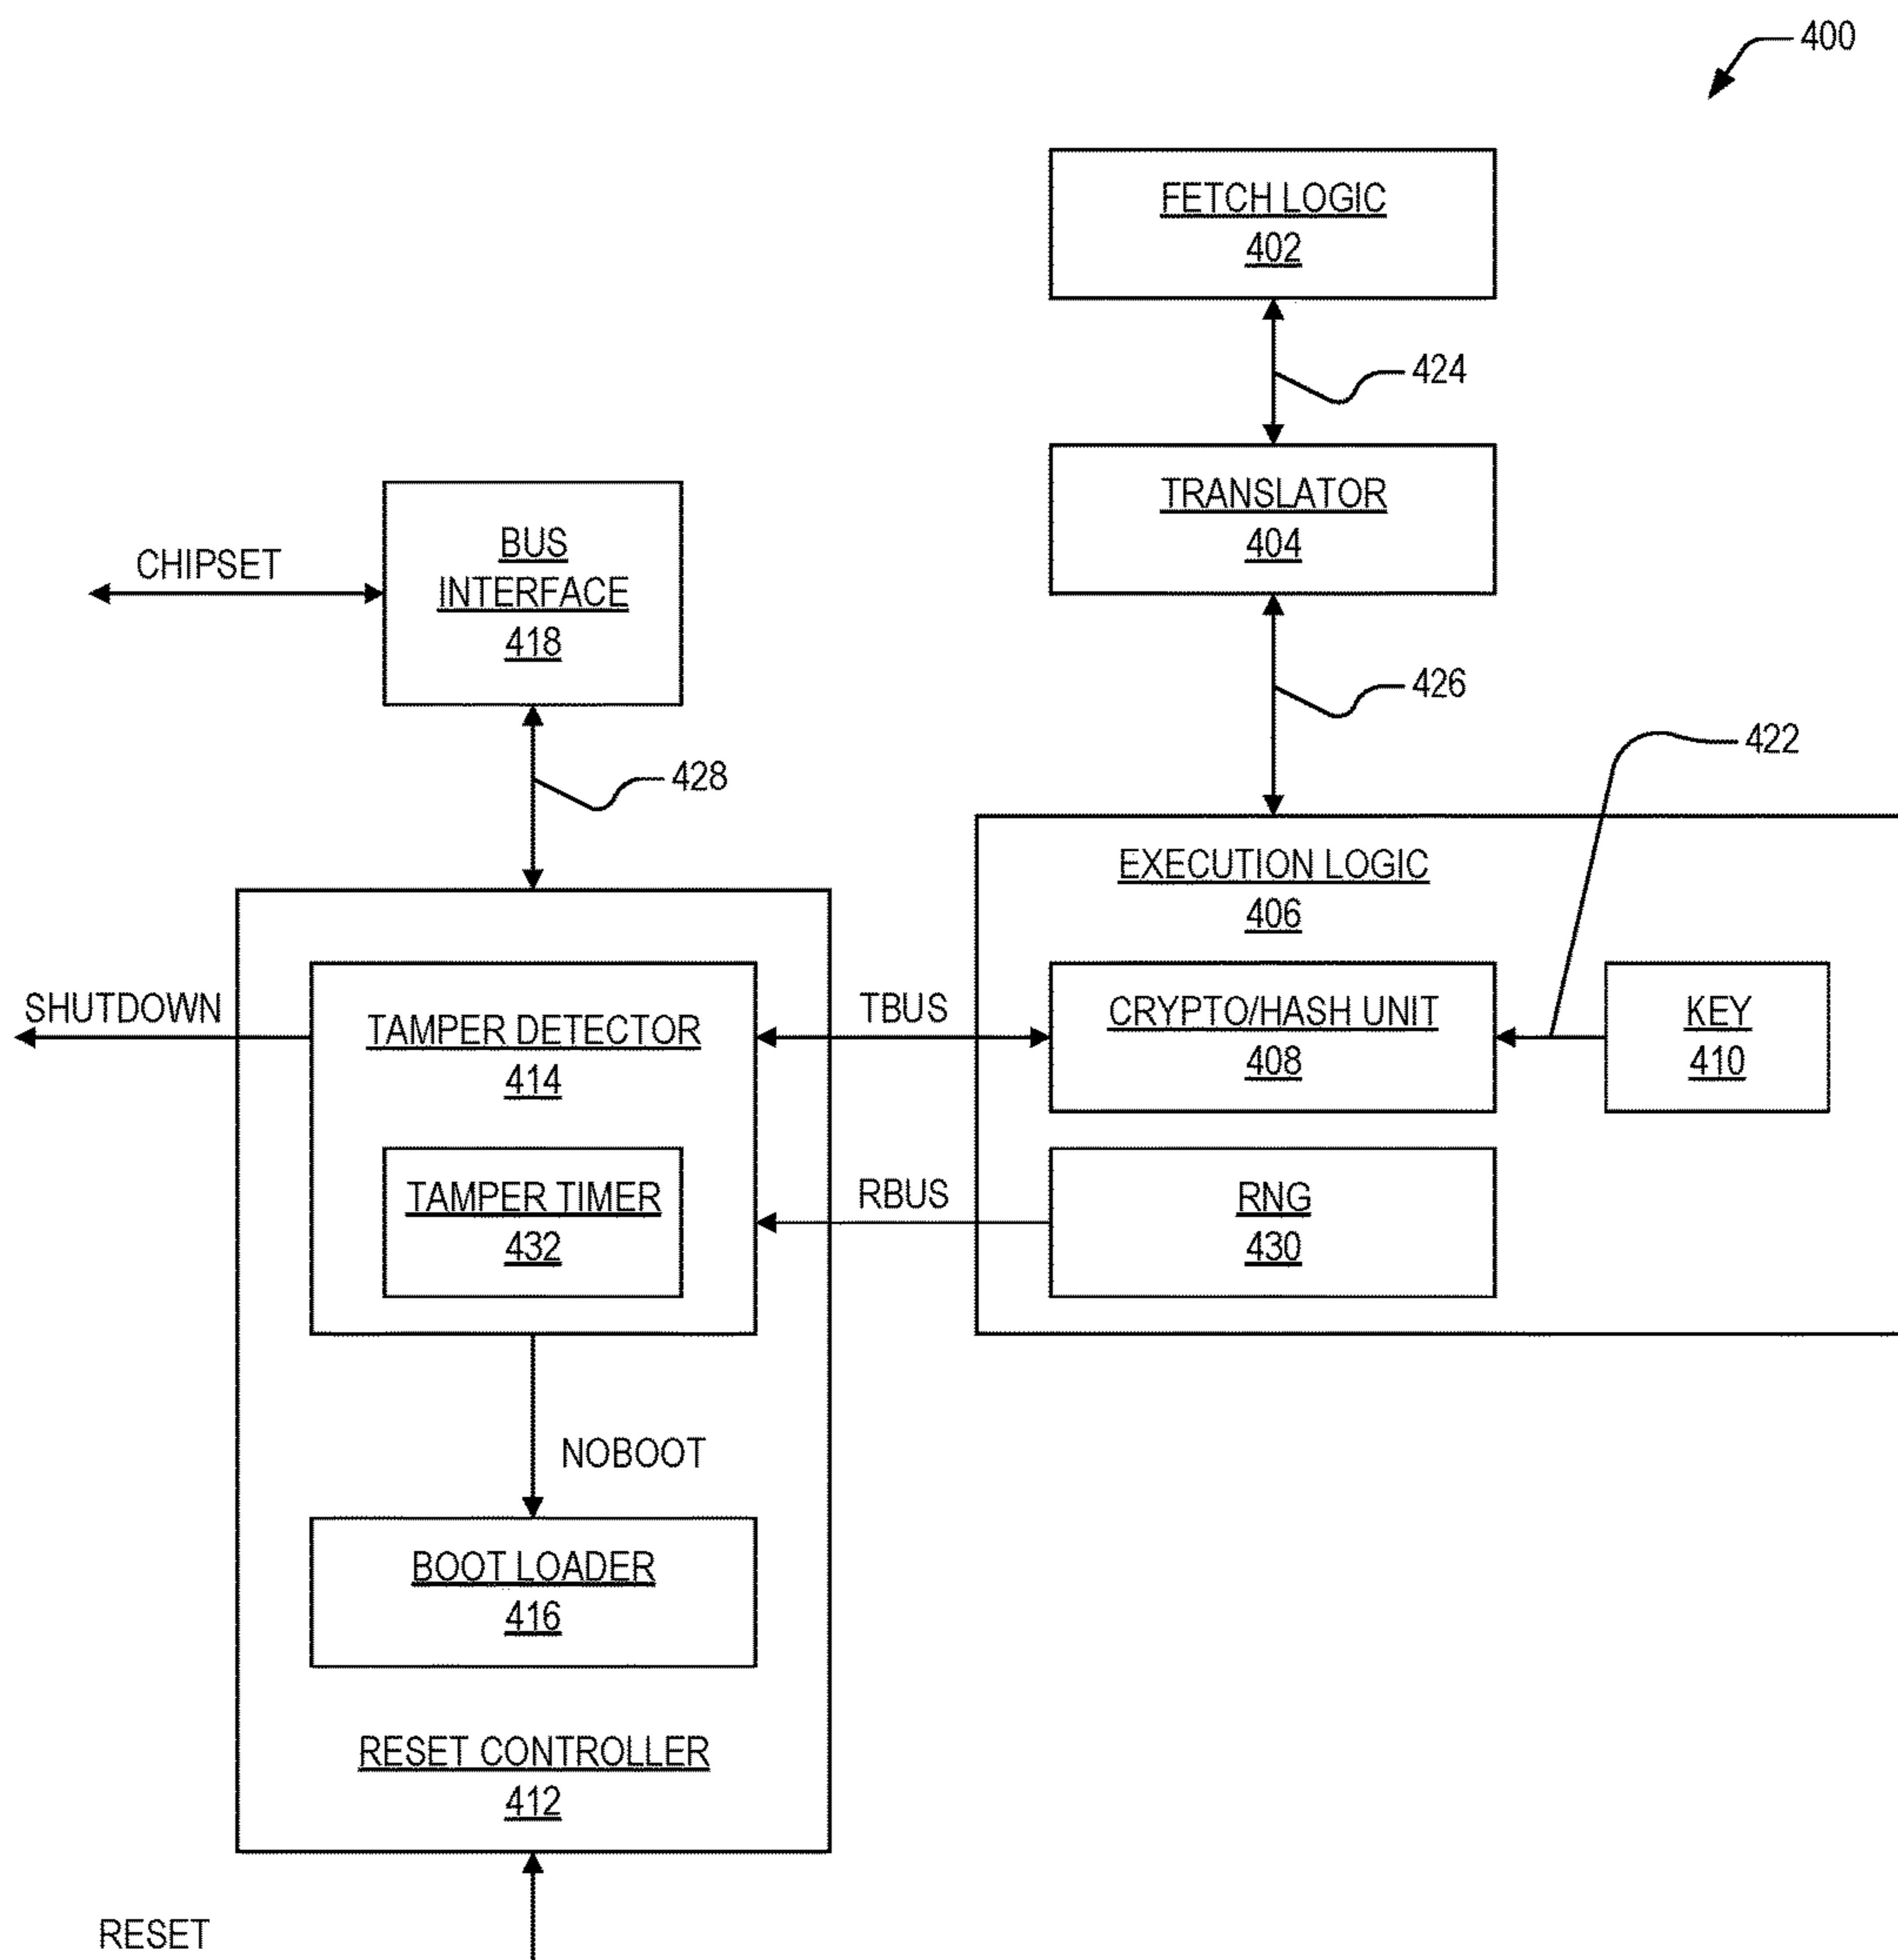 400
FETCH LOGIC
402
424
TRANSLATOR
404
BUS
INTERFACE
418
CHIPSET
426
422
428
EXECUTION LOGIC
406
SHUTDOWN
TAMPER DETECTOR
414
TBUS
CRYPTO/HASH UNIT
408
KEY
410
TAMPER TIMER
432
RBUS
RNG
430
NOBOOT
BOOT LOADER
416
RESET CONTROLLER
412
RESET